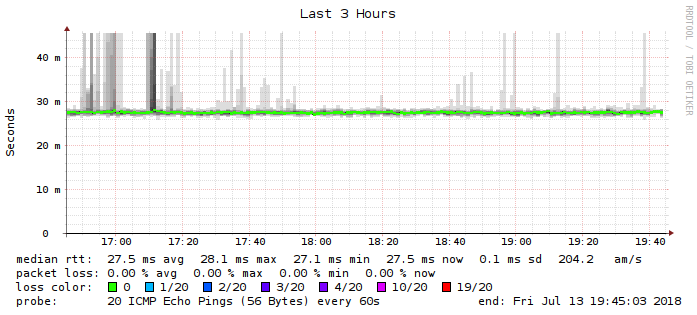 Last 3 Hours
RRDTOOL / TOBI OETIKER
Seconds
40 m
30 m
20 m
10 m
0
17:00 17:20 17:40 18:00 18:20 18:40 19:00 19:20 19:40
median rtt: 27.5 ms avg 28.1 ms max 27.1 ms min 27.5 ms now 0.1 ms sd 204.2 am/s
packet loss: 0.00 % avg 0.00 % max 0.00 % min 0.00 % now
loss color: 0 1/20 2/20 3/20 4/20 10/20 19/20
probe: 20 ICMP Echo Pings (56 Bytes) every 60s end: Fri Jul 13 19:45:03 2018